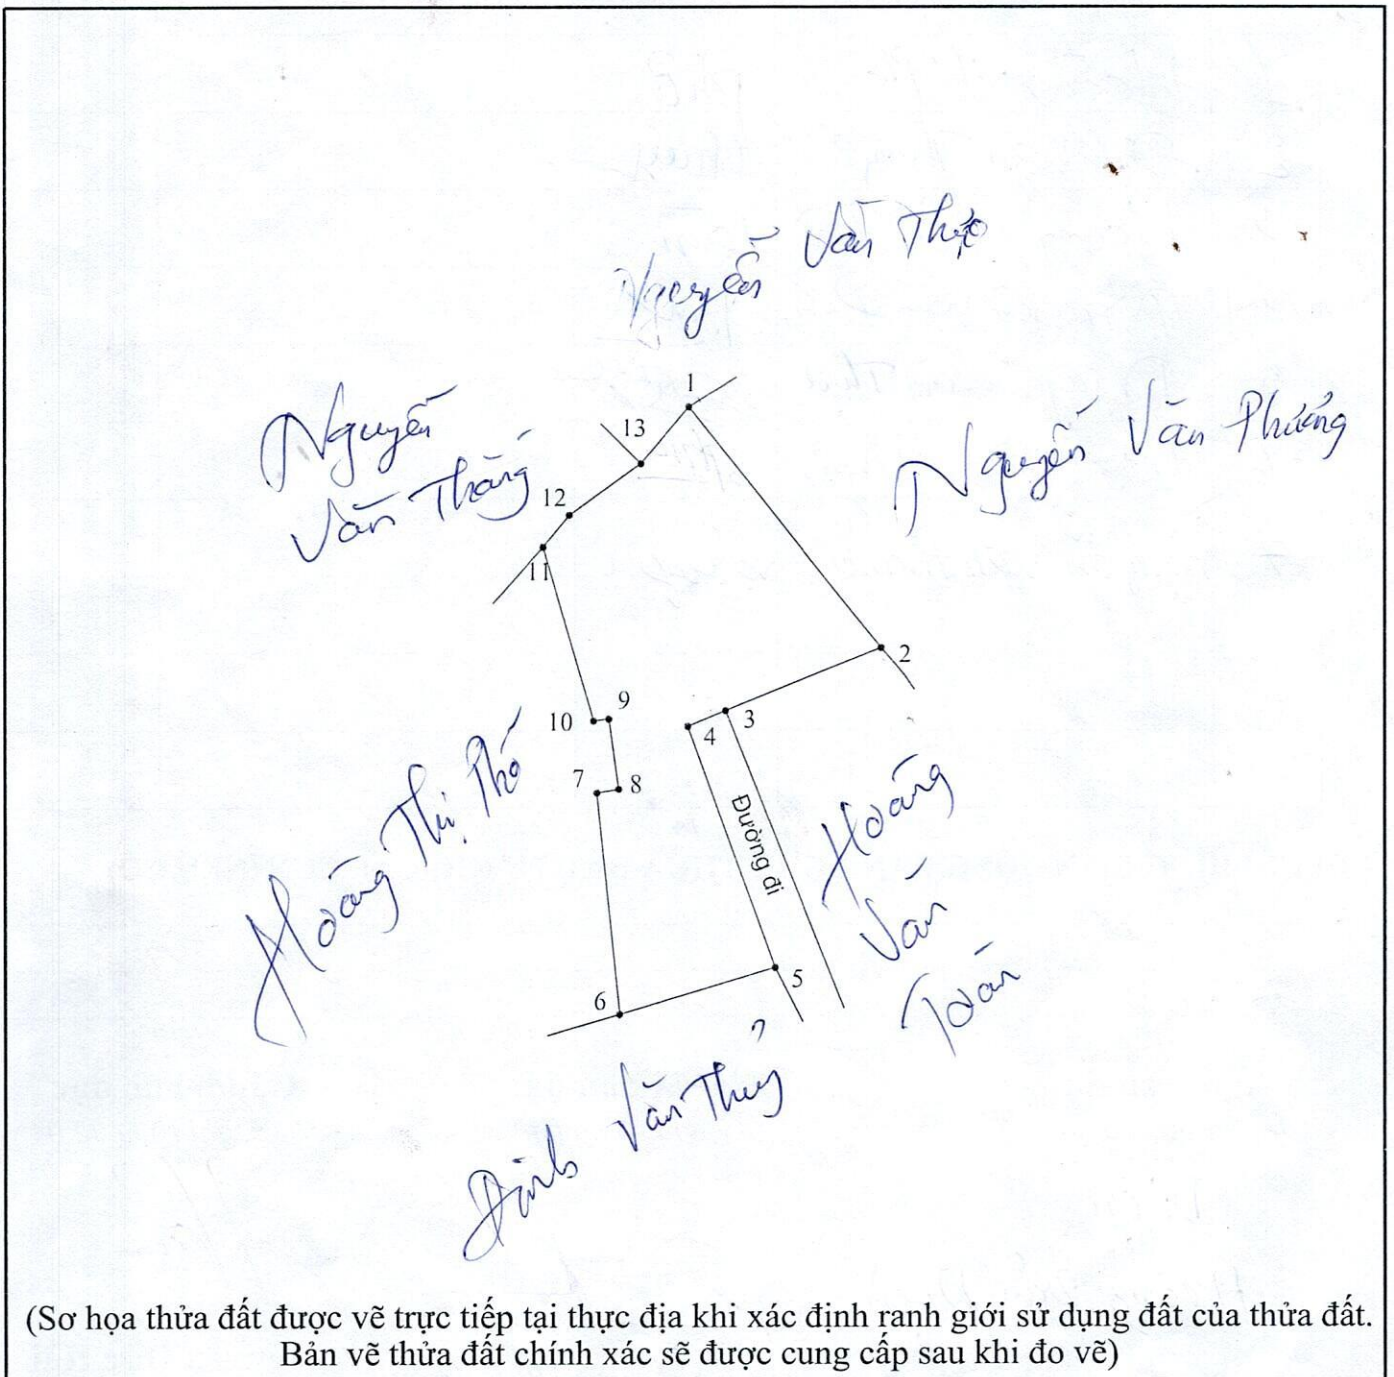 Nguyễn Văn Thọ
1
Nguyễn
Văn Thăng
13
Nguyễn Văn Phưởng
12
11
2
9
10
3
4
7
8
Hoàng Thị Phố
Đường đi
Hoàng
Văn
Toàn
5
6
Đinh Văn Thuỷ
(Sơ họa thửa đất được vẽ trực tiếp tại thực địa khi xác định ranh giới sử dụng đất của thửa đất.
Bản vẽ thửa đất chính xác sẽ được cung cấp sau khi đo vẽ)